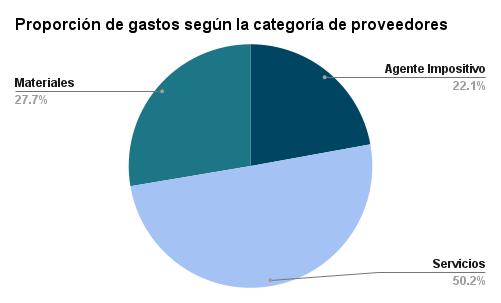 Proporción de gastos según la categoría de proveedores
Agente Impositivo
22.1%
Materiales
27.7%
Servicios
50.2%